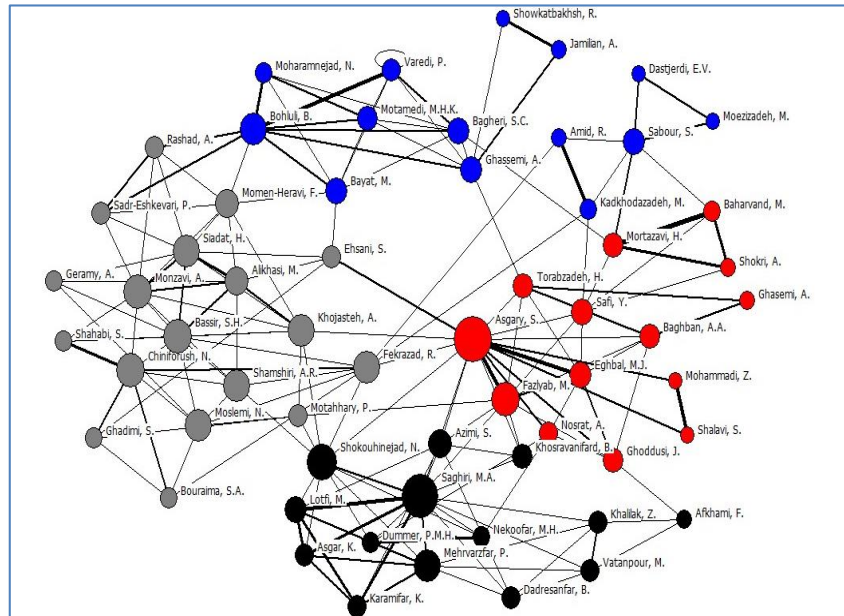 Showkatbakhsh, R.
Jamilian, A.
Moharamnejad, N.
Varedi, P.
Dastjerdi, E.V.
Motamedi, M.H.K.
Bohluli, B.
Bagheri, S.C.
Moezizadeh, M.
Amid, R.
Sabour, S.
Rashad, A.
Ghassemi, A.
Bayat, M.
Momen-Heravi, F.
Sadr-Eshkevari, P.
Kadkhodazadeh, M.
Baharvand, M.
Mortazavi, H.
Siadat, H.
Ehsani, S.
Shokri, A.
Geramy, A.
Alikhasi, M.
Monzavi, A.
Torabzadeh, H.
Ghasemi, A.
Safi, Y.
Khojasteh, A.
Bassir, S.H.
Asgary, S.
Shahabi, S.
Baghban, A.A.
Chiniforush, N.
Fekrazad, R.
Eghbal, M.J.
Shamshiri, A.R.
Mohammadi, Z.
Fazlyab, M.
Motahhary, P.
Moslemi, N.
Nosrat, A.
Shalavi, S.
Ghadimi, S.
Azimi, S.
Khosravanifard, B.
Shokouhinejad, N.
Ghoddusi, J.
Bouraima, S.A.
Saghiri, M.A.
Lotfi, M.
Khalilak, Z.
Afkhami, F.
Nekoofar, M.H.
Dummer, P.M.H.
Asgar, K.
Mehrvarzfar, P.
Vatanpour, M.
Dadresanfar, B.
Karamifar, K.